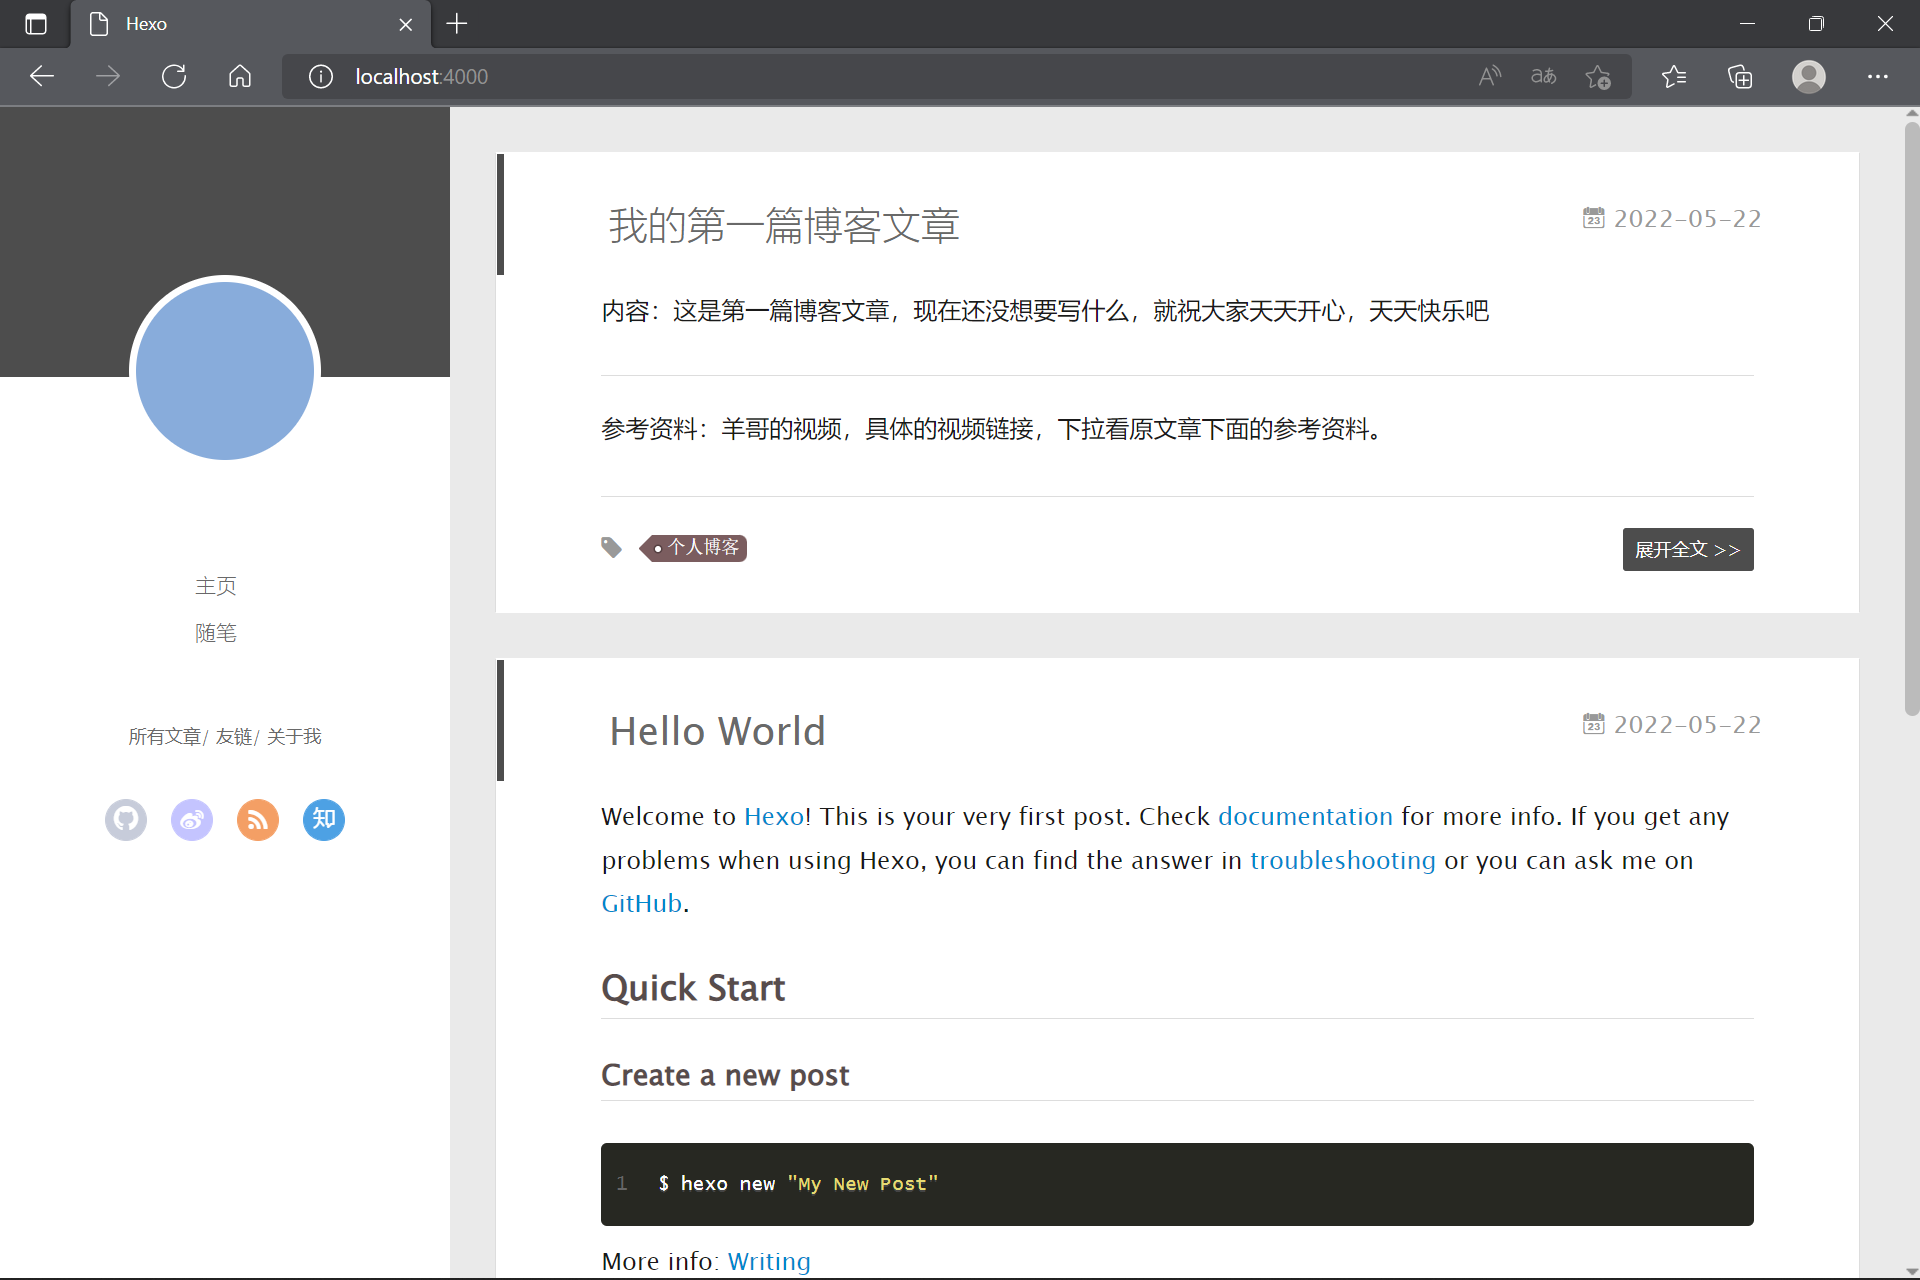 Hexo
localhost:4000
主页
随笔
所有文章/ 友链/ 关于我
知
我的第一篇博客文章
23 2022-05-22
内容：这是第一篇博客文章，现在还没想要写什么，就祝大家天天开心，天天快乐吧
参考资料：羊哥的视频，具体的视频链接，下拉看原文章下面的参考资料。
个人博客
展开全文 >>
Hello World
23 2022-05-22
Welcome to Hexo! This is your very first post. Check documentation for more info. If you get any
problems when using Hexo, you can find the answer in troubleshooting or you can ask me on
GitHub.
Quick Start
Create a new post
1 $ hexo new "My New Post"
More info: Writing